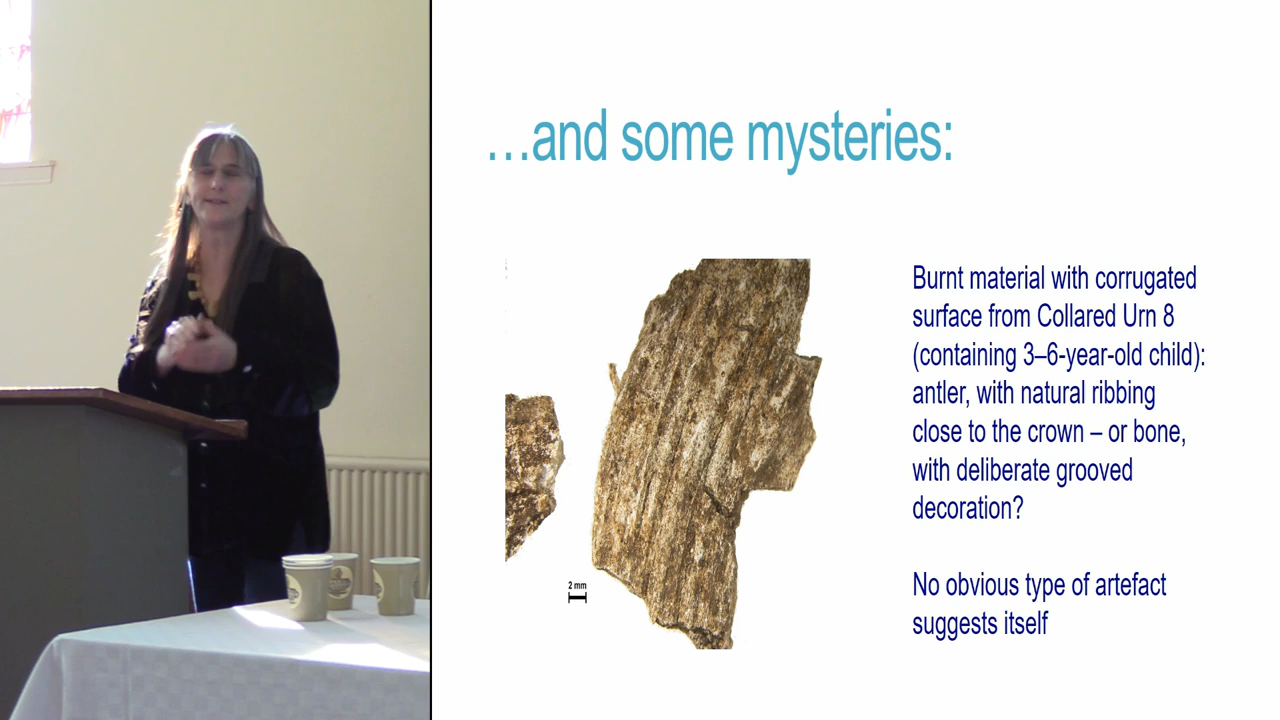 …and some mysteries:
Burnt material with corrugated
surface from Collared Urn 8
(containing 3–6-year-old child):
antler, with natural ribbing
close to the crown – or bone,
with deliberate grooved
decoration?
No obvious type of artefact
suggests itself
2 mm